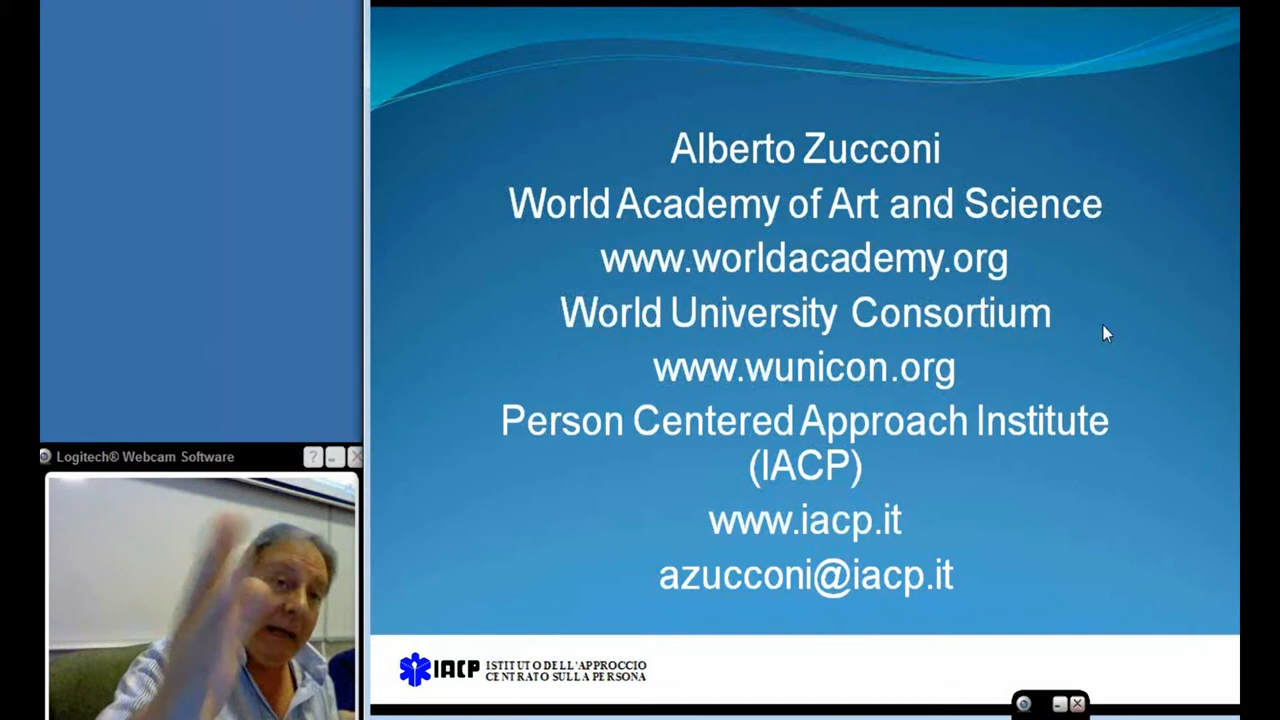 Alberto Zucconi
World Academy of Art and Science
www.worldacademy.org
World University Consortium
www.wunicon.org
Person Centered Approach Institute
(IACP)
www.iacp.it
azucconi@iacp.it
Logitech® Webcam Software
IACP ISTITUTO DELL'APPROCCIO
CENTRATO SULLA PERSONA